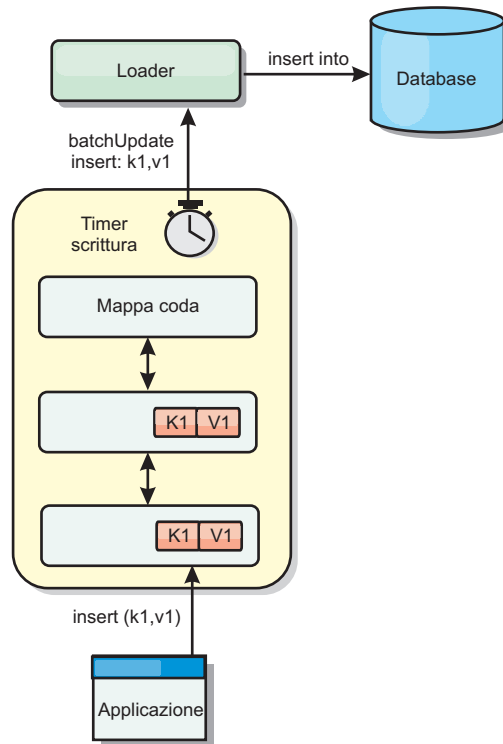 Loader
insert into
Database
batchUpdate
insert: k1,v1
Timer
scrittura
Mappa coda
K1 V1
K1 V1
insert (k1,v1)
Applicazione